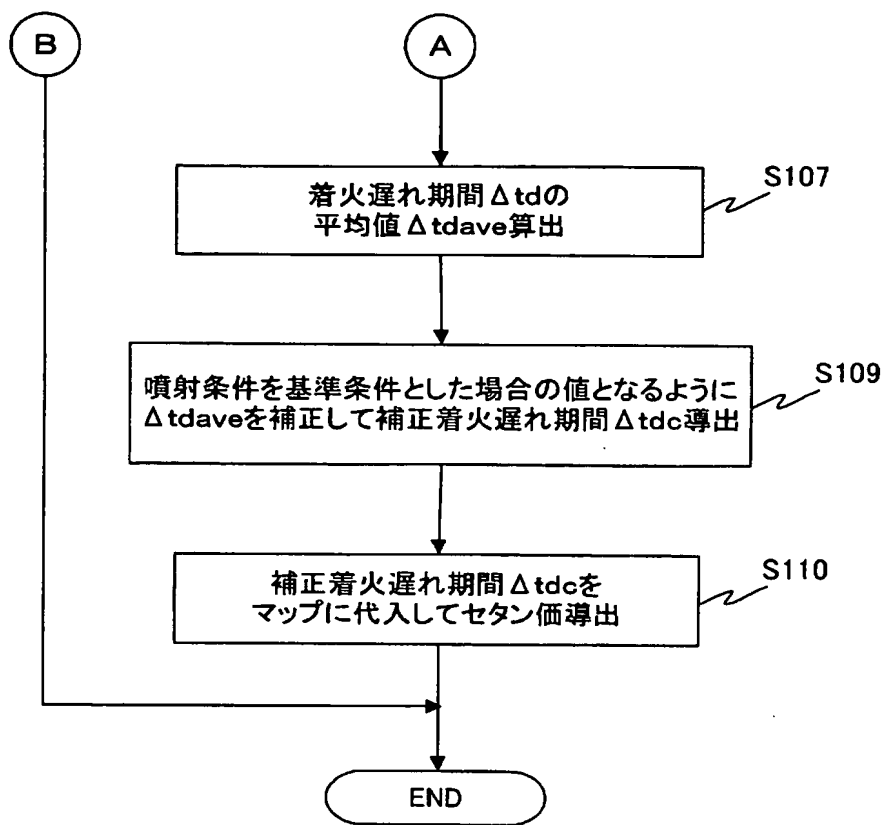 B
A
着火遅れ期間Δtdの
平均値Δtdave算出
S107
噴射条件を基準条件とした場合の値となるように
Δtdaveを補正して補正着火遅れ期間Δtdc導出
S109
補正着火遅れ期間Δtdcを
マップに代入してセタン価導出
S110
END